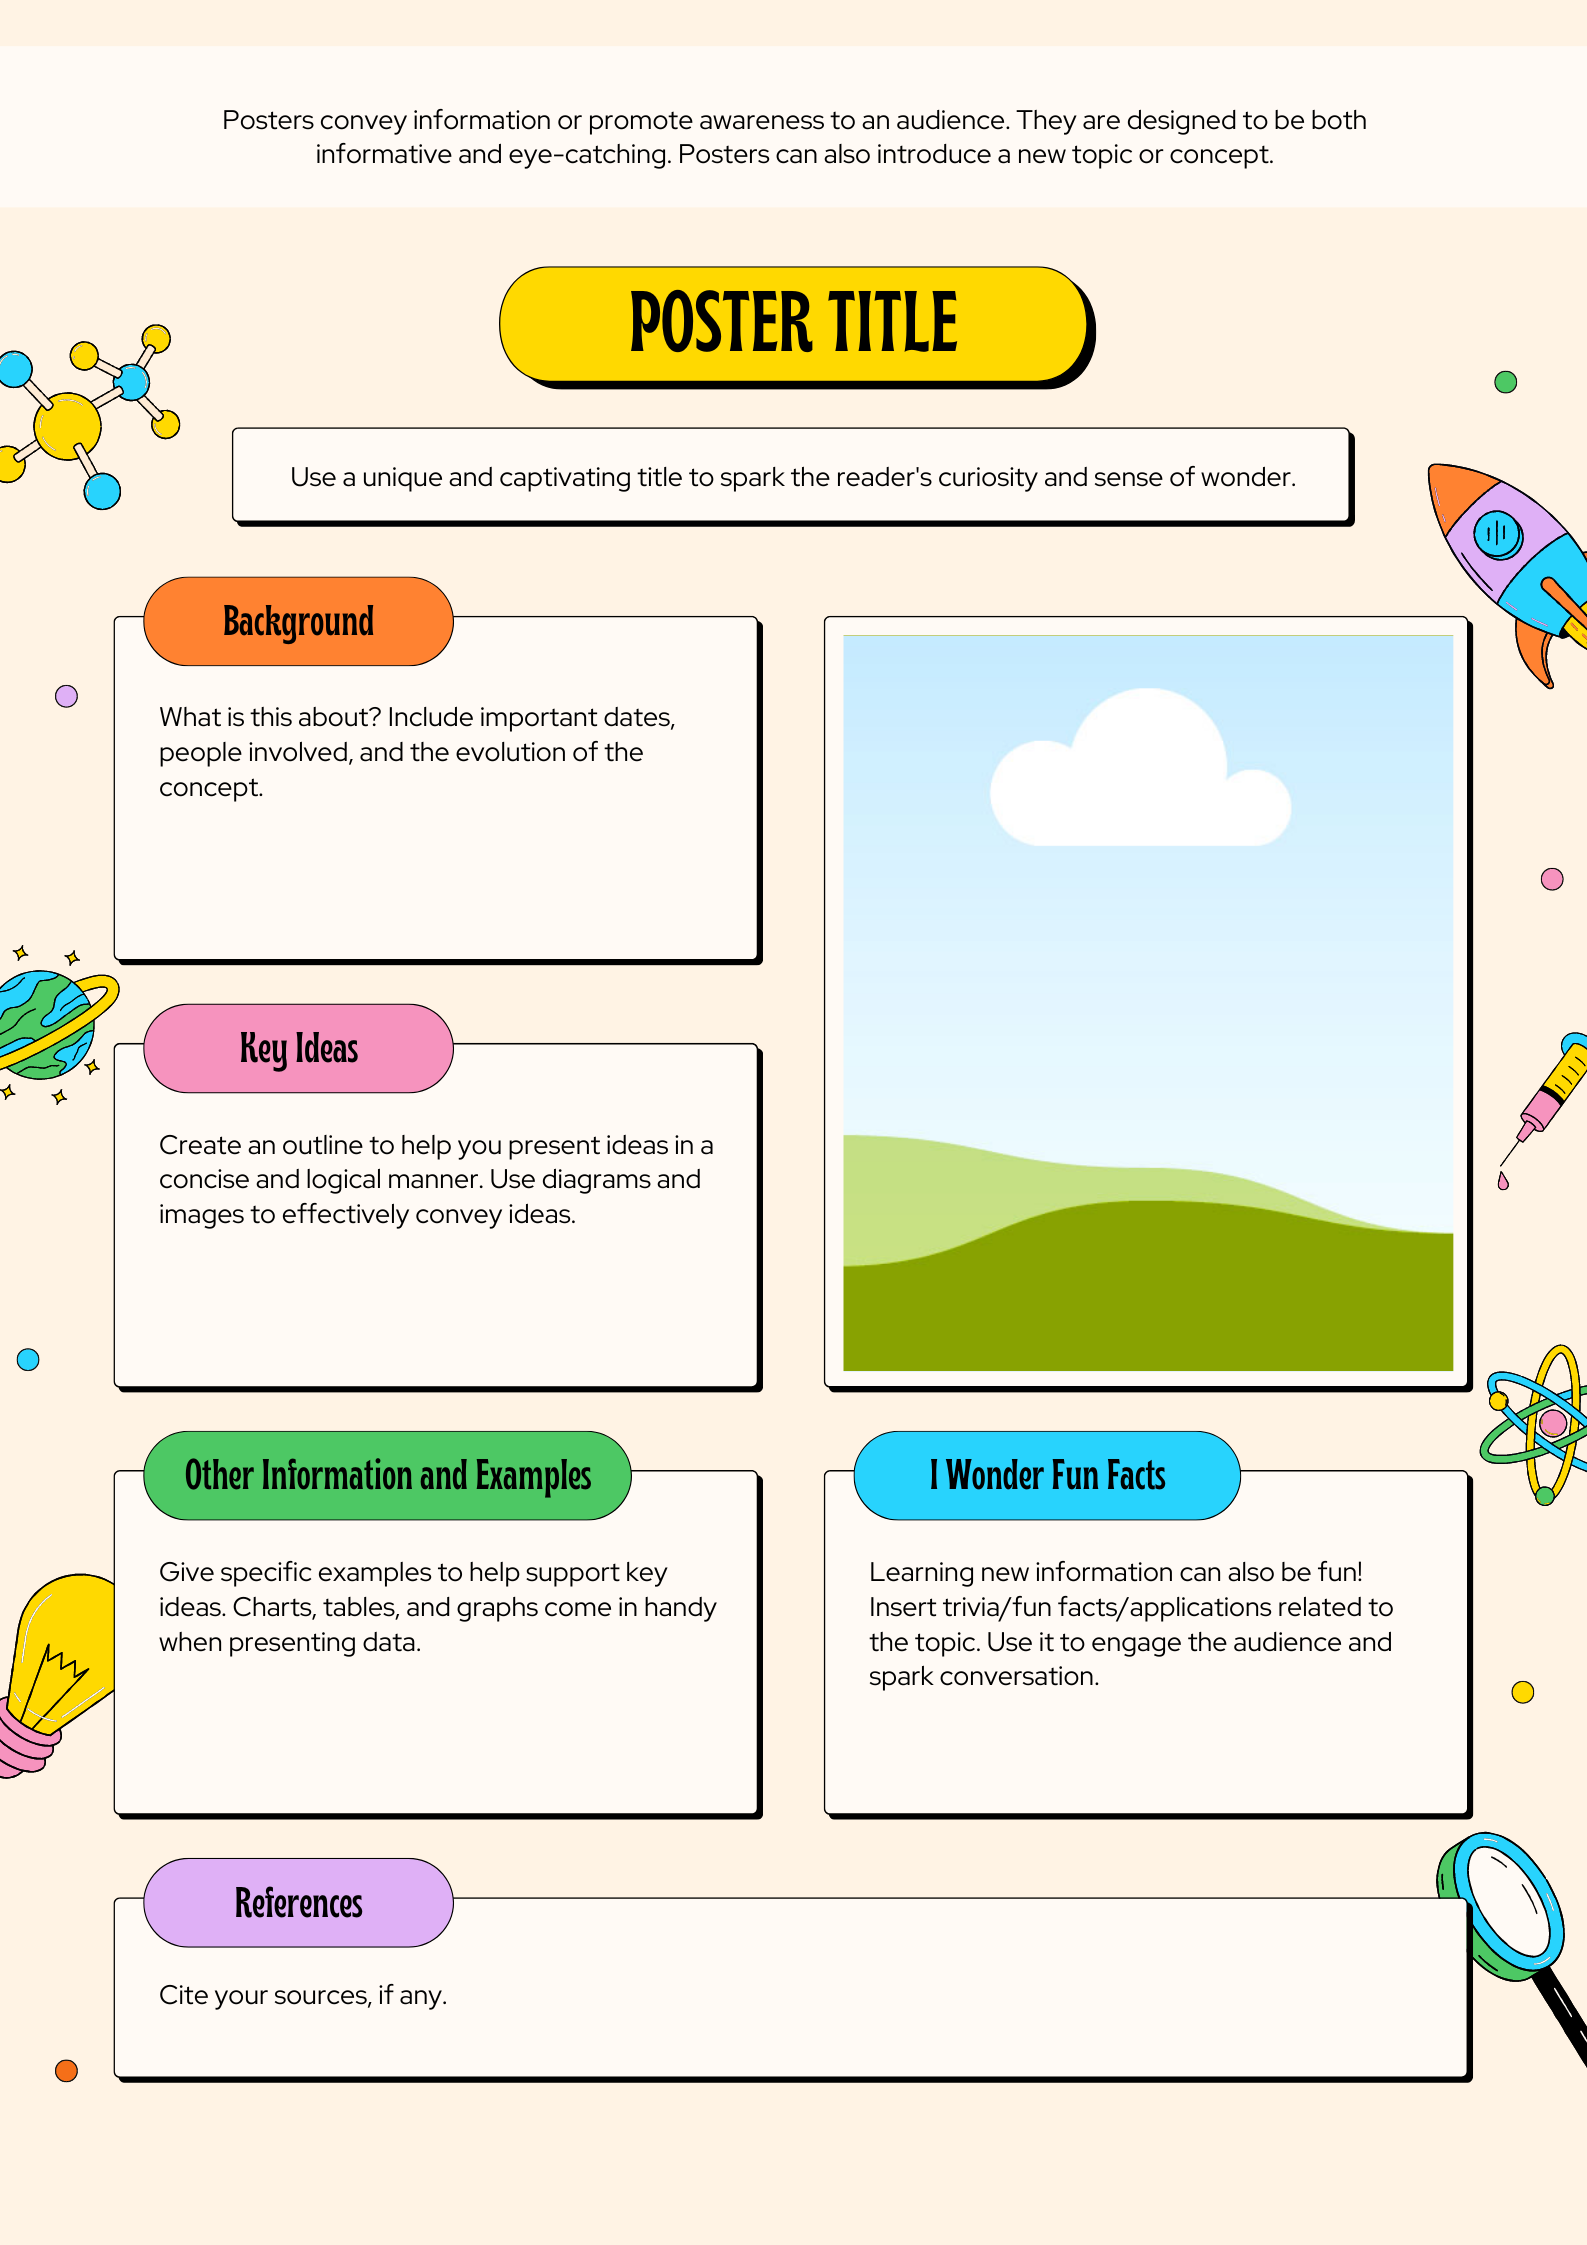 Posters convey information or promote awareness to an audience. They are designed to be both
informative and eye-catching. Posters can also introduce a new topic or concept.
POSTER TITLE
Use a unique and captivating title to spark the reader's curiosity and sense of wonder.
Background
What is this about? Include important dates,
people involved, and the evolution of the
concept.
Key Ideas
Create an outline to help you present ideas in a
concise and logical manner. Use diagrams and
images to effectively convey ideas.
Other Information and Examples
Give specific examples to help support key
ideas. Charts, tables, and graphs come in handy
when presenting data.
I Wonder Fun Facts
Learning new information can also be fun!
Insert trivia/fun facts/applications related to
the topic. Use it to engage the audience and
spark conversation.
References
Cite your sources, if any.